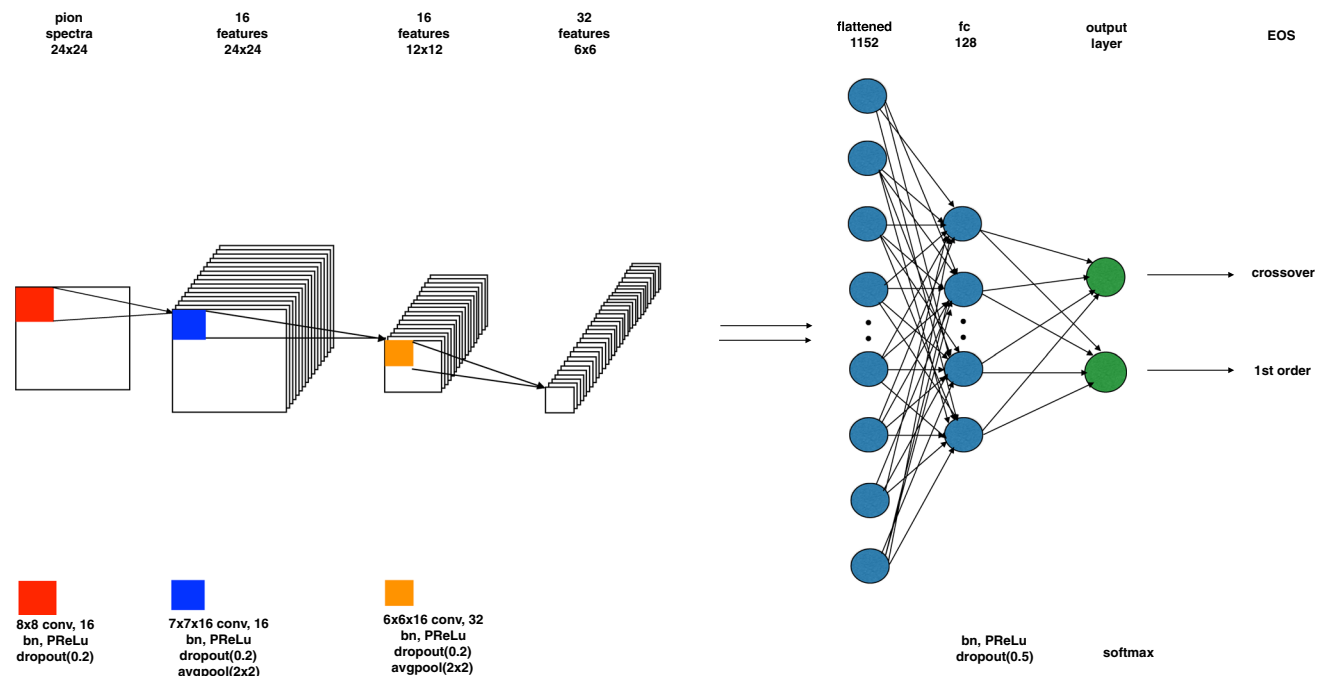 pion
spectra
24x24
16
features
24x24
16
features
12x12
32
features
6x6
flattened
1152
fc
128
output
layer
EOS
crossover
1st order
8x8 conv, 16
bn, PReLu
dropout(0.2)
7x7x16 conv, 16
bn, PReLu
dropout(0.2)
avgpool(2x2)
6x6x16 conv, 32
bn, PReLu
dropout(0.2)
avgpool(2x2)
bn, PReLu
dropout(0.5)
softmax